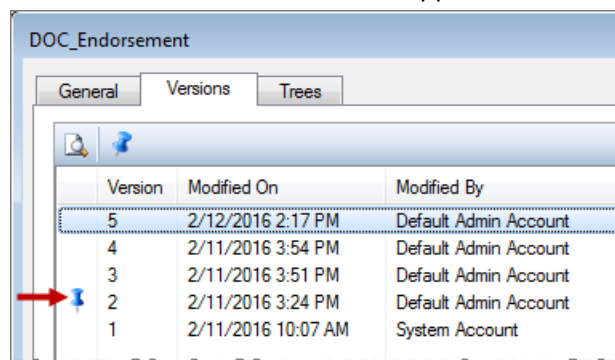 DOC_Endorsement
General Versions Trees
Version Modified On Modified By
5 2/12/2016 2:17 PM Default Admin Account
4 2/11/2016 3:54 PM Default Admin Account
3 2/11/2016 3:51 PM Default Admin Account
2 2/11/2016 3:24 PM Default Admin Account
1 2/11/2016 10:07 AM System Account